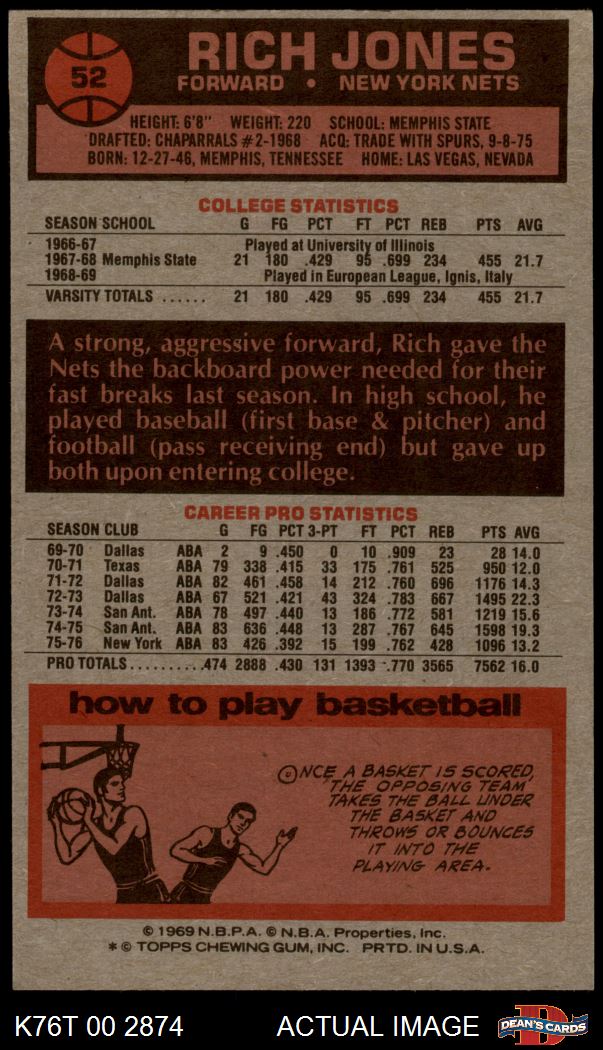 52
RICH JONES
FORWARD • NEW YORK NETS
HEIGHT: 6'8" WEIGHT: 220 SCHOOL: MEMPHIS STATE
DRAFTED: CHAPARRALS #2-1968 ACQ: TRADE WITH SPURS, 9-8-75
BORN: 12-27-46, MEMPHIS, TENNESSEE HOME: LAS VEGAS, NEVADA
COLLEGE STATISTICS
SEASON SCHOOL G FG PCT FT PCT REB PTS AVG
1966-67 Played at University of Illinois
1967-68 Memphis State 21 180 .429 95 .699 234 455 21.7
1968-69 Played in European League, Ignis, Italy
VARSITY TOTALS ...... 21 180 .429 95 .699 234 455 21.7
A strong, aggressive forward, Rich gave the
Nets the backboard power needed for their
fast breaks last season. In high school, he
played baseball (first base & pitcher) and
football (pass receiving end) but gave up
both upon entering college.
CAREER PRO STATISTICS
SEASON CLUB G FG PCT 3-PT FT PCT REB PTS AVG
69-70 Dallas ABA 2 9 .450 0 10 .909 23 28 14.0
70-71 Texas ABA 79 338 .415 33 175 .761 525 950 12.0
71-72 Dallas ABA 82 461 .458 14 212 .760 696 1176 14.3
72-73 Dallas ABA 67 521 .421 43 324 .783 667 1495 22.3
73-74 San Ant. ABA 78 497 .440 13 186 .772 581 1219 15.6
74-75 San Ant. ABA 83 636 .448 13 287 .767 645 1598 19.3
75-76 New York ABA 83 426 .392 15 199 .762 428 1096 13.2
PRO TOTALS..........474 2888 .430 131 1393 .770 3565 7562 16.0
how to play basketball
ONCE A BASKET IS SCORED,
THE OPPOSING TEAM
TAKES THE BALL UNDER
THE BASKET AND
THROWS OR BOUNCES
IT INTO THE
PLAYING AREA.
© 1969 N.B.P.A. © N.B.A. Properties, Inc.
* © TOPPS CHEWING GUM, INC. PRTD. IN U.S.A.
K76T 00 2874 ACTUAL IMAGE
D
DEAN'S CARDS